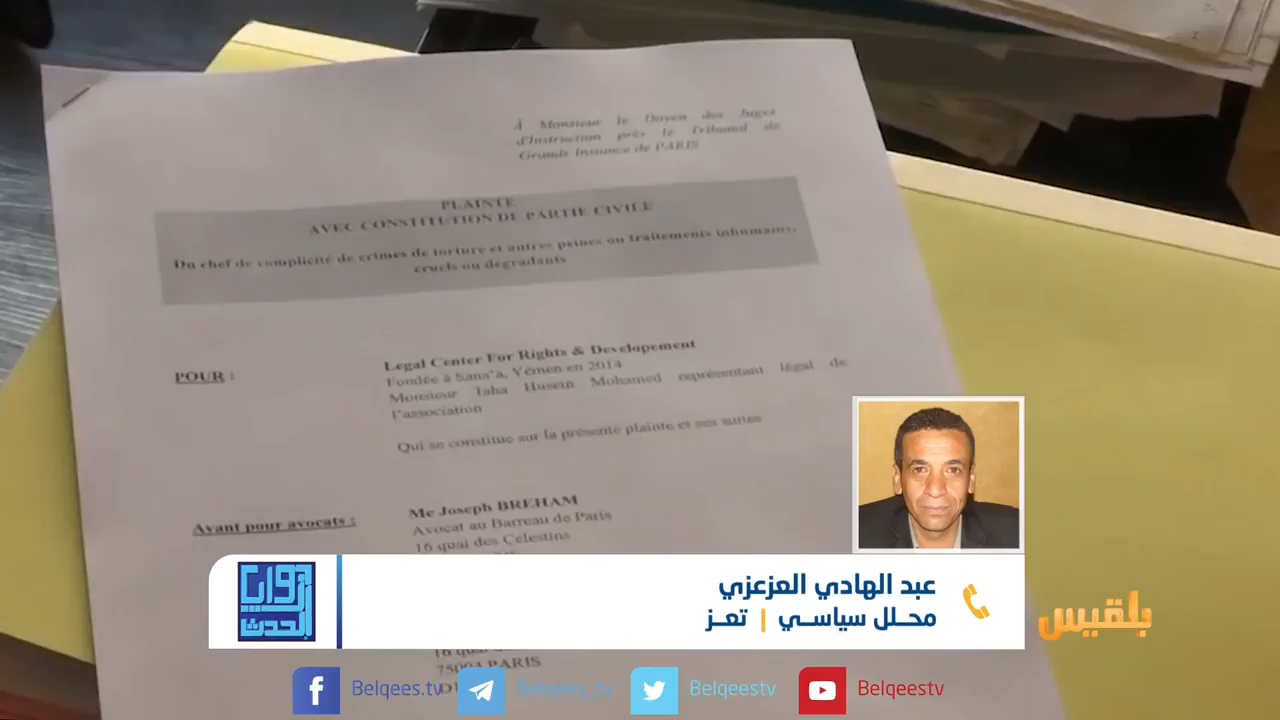 À Monsieur le Doyen des Juges
d'Instruction près le Tribunal de
Grande Instance de PARIS
PLAINTE
AVEC CONSTITUTION DE PARTIE CIVILE
Du chef de complicité de crimes de torture et autres peines ou traitements inhumains,
cruels ou dégradants
POUR :
Legal Center For Rights & Developement
Fondée à Sana'a, Yémen en 2014
Monsieur Taha Husein Mohamed représentant légal de
l'association
Qui se constitue sur la présente plainte et ses suites
Ayant pour avocats :
Me Joseph BREHAM
Avocat au Barreau de Paris
16 quai des Celestins
عبد الهادي العزعزي
محلل سياسي | تعز
زوايا
الحدث
بلقيس
PARIS
Belqees.tv
Belqees_tv
Belqeestv
Belqeestv